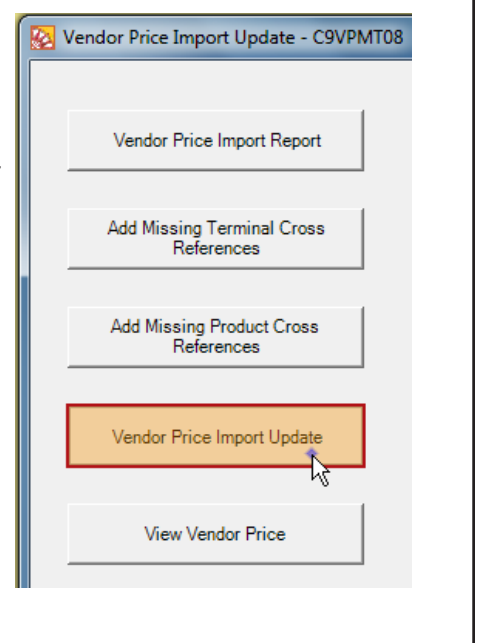 Vendor Price Import Update - C9VPMT08
Vendor Price Import Report
Add Missing Terminal Cross
References
Add Missing Product Cross
References
Vendor Price Import Update
View Vendor Price